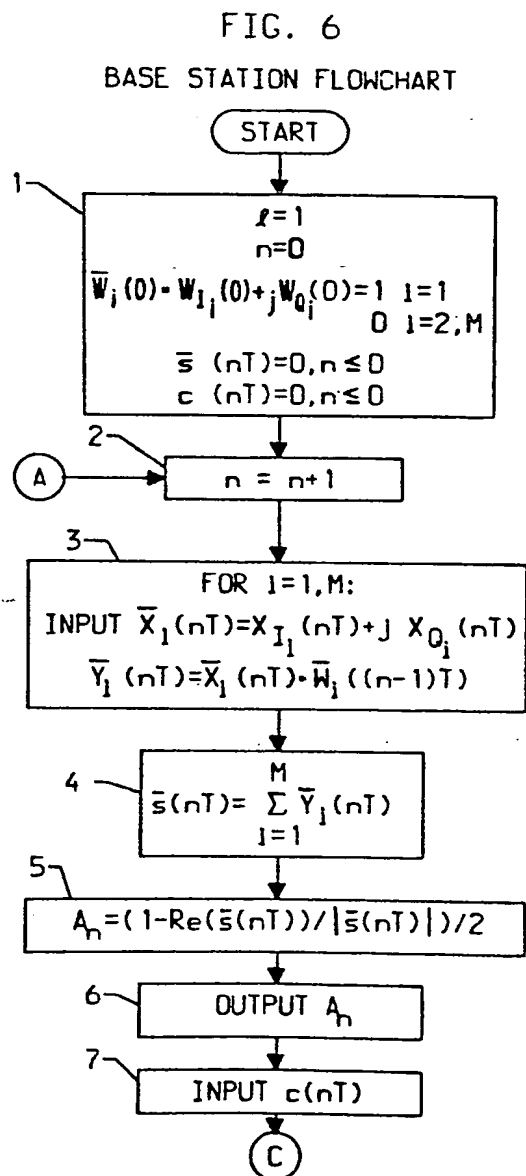 FIG. 6
BASE STATION FLOWCHART
START
1
ℓ=1
n=0
W̅i(0)=WIi(0)+jWQi(0)=1 i=1
0 i=2,M
s̅ (nT)=0,n≤0
c (nT)=0,n≤0
2
A
n = n+1
3
FOR i=1,M:
INPUT X̅i(nT)=XIi(nT)+j XQi(nT)
Y̅i(nT)=X̅i(nT)·W̅i((n-1)T)
4
M
s̅(nT)= Σ Y̅i(nT)
i=1
5
An=(1-Re(s̅(nT))/|s̅(nT)|)/2
6
OUTPUT An
7
INPUT c(nT)
C